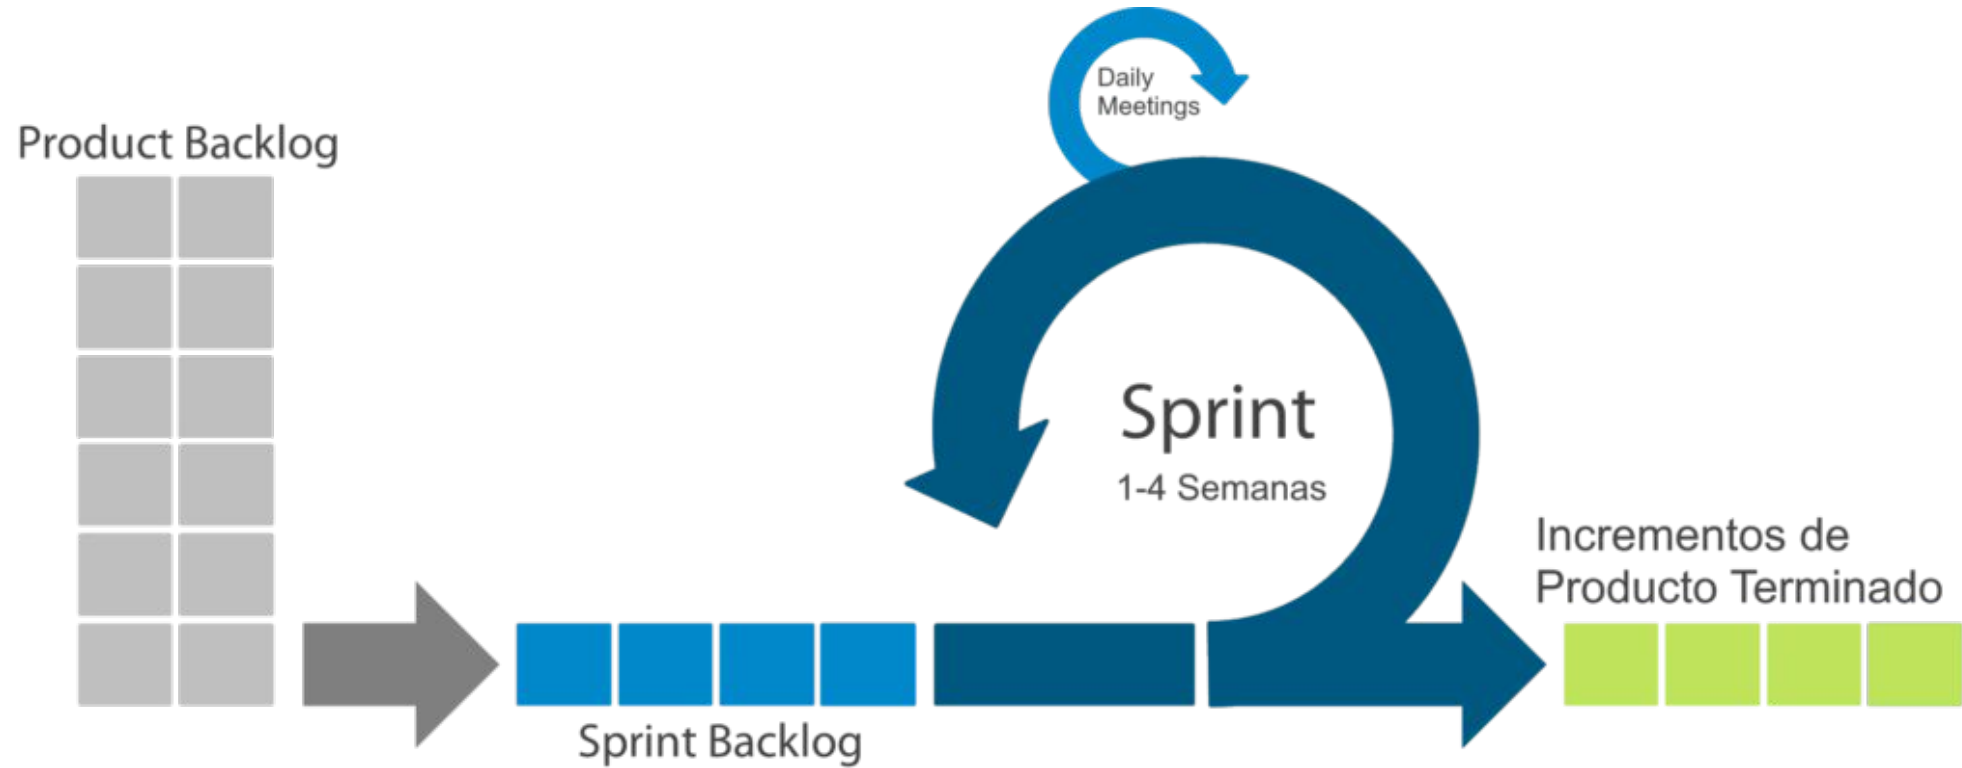 Daily
Meetings
Product Backlog
Sprint
1-4 Semanas
Incrementos de
Producto Terminado
Sprint Backlog